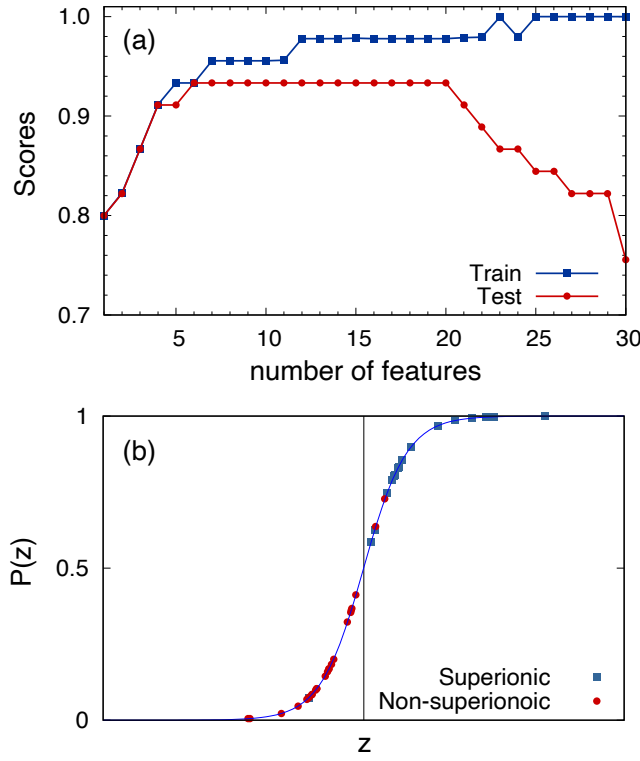 (a)
1.0
0.9
0.8
0.7
Scores
Train
Test
5 10 15 20 25 30
number of features
(b)
1
0.5
0
P(z)
Superionic
Non-superionoic
z